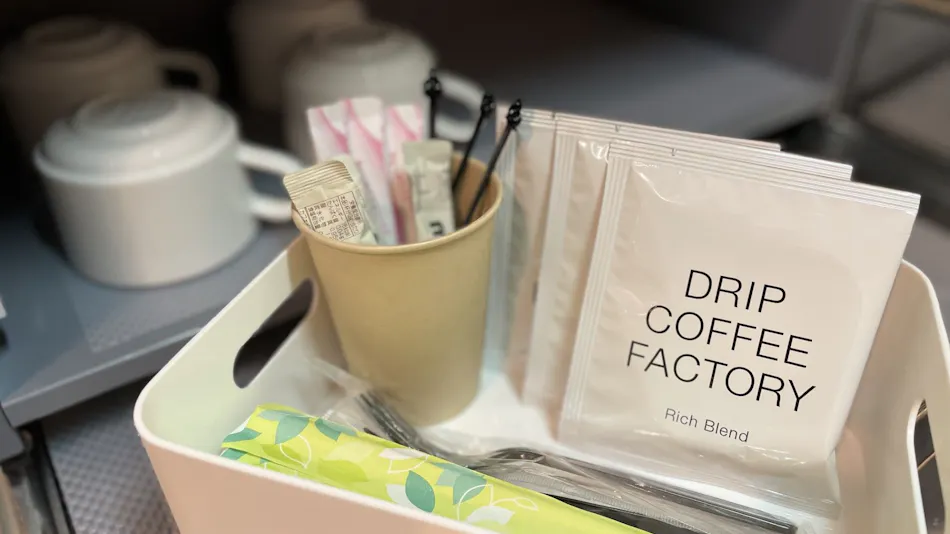 DRIP
COFFEE
FACTORY
Rich Blend